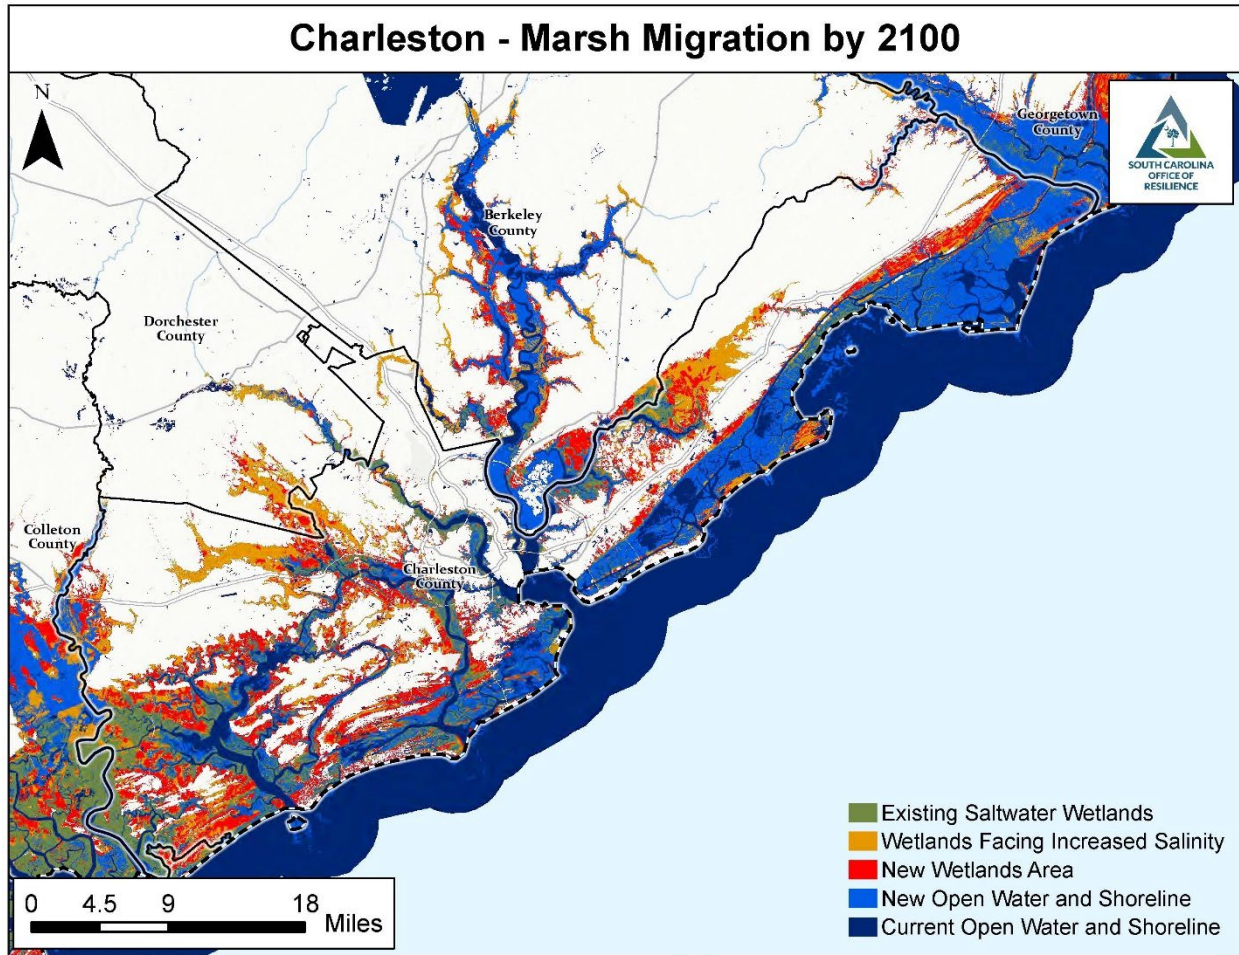 Charleston - Marsh Migration by 2100
N
Georgetown
County
SOUTH CAROLINA
OFFICE OF
RESILIENCE
Berkeley
County
Dorchester
County
Colleton
County
Charleston
County
Existing Saltwater Wetlands
Wetlands Facing Increased Salinity
New Wetlands Area
New Open Water and Shoreline
Current Open Water and Shoreline
0 4.5 9 18
Miles